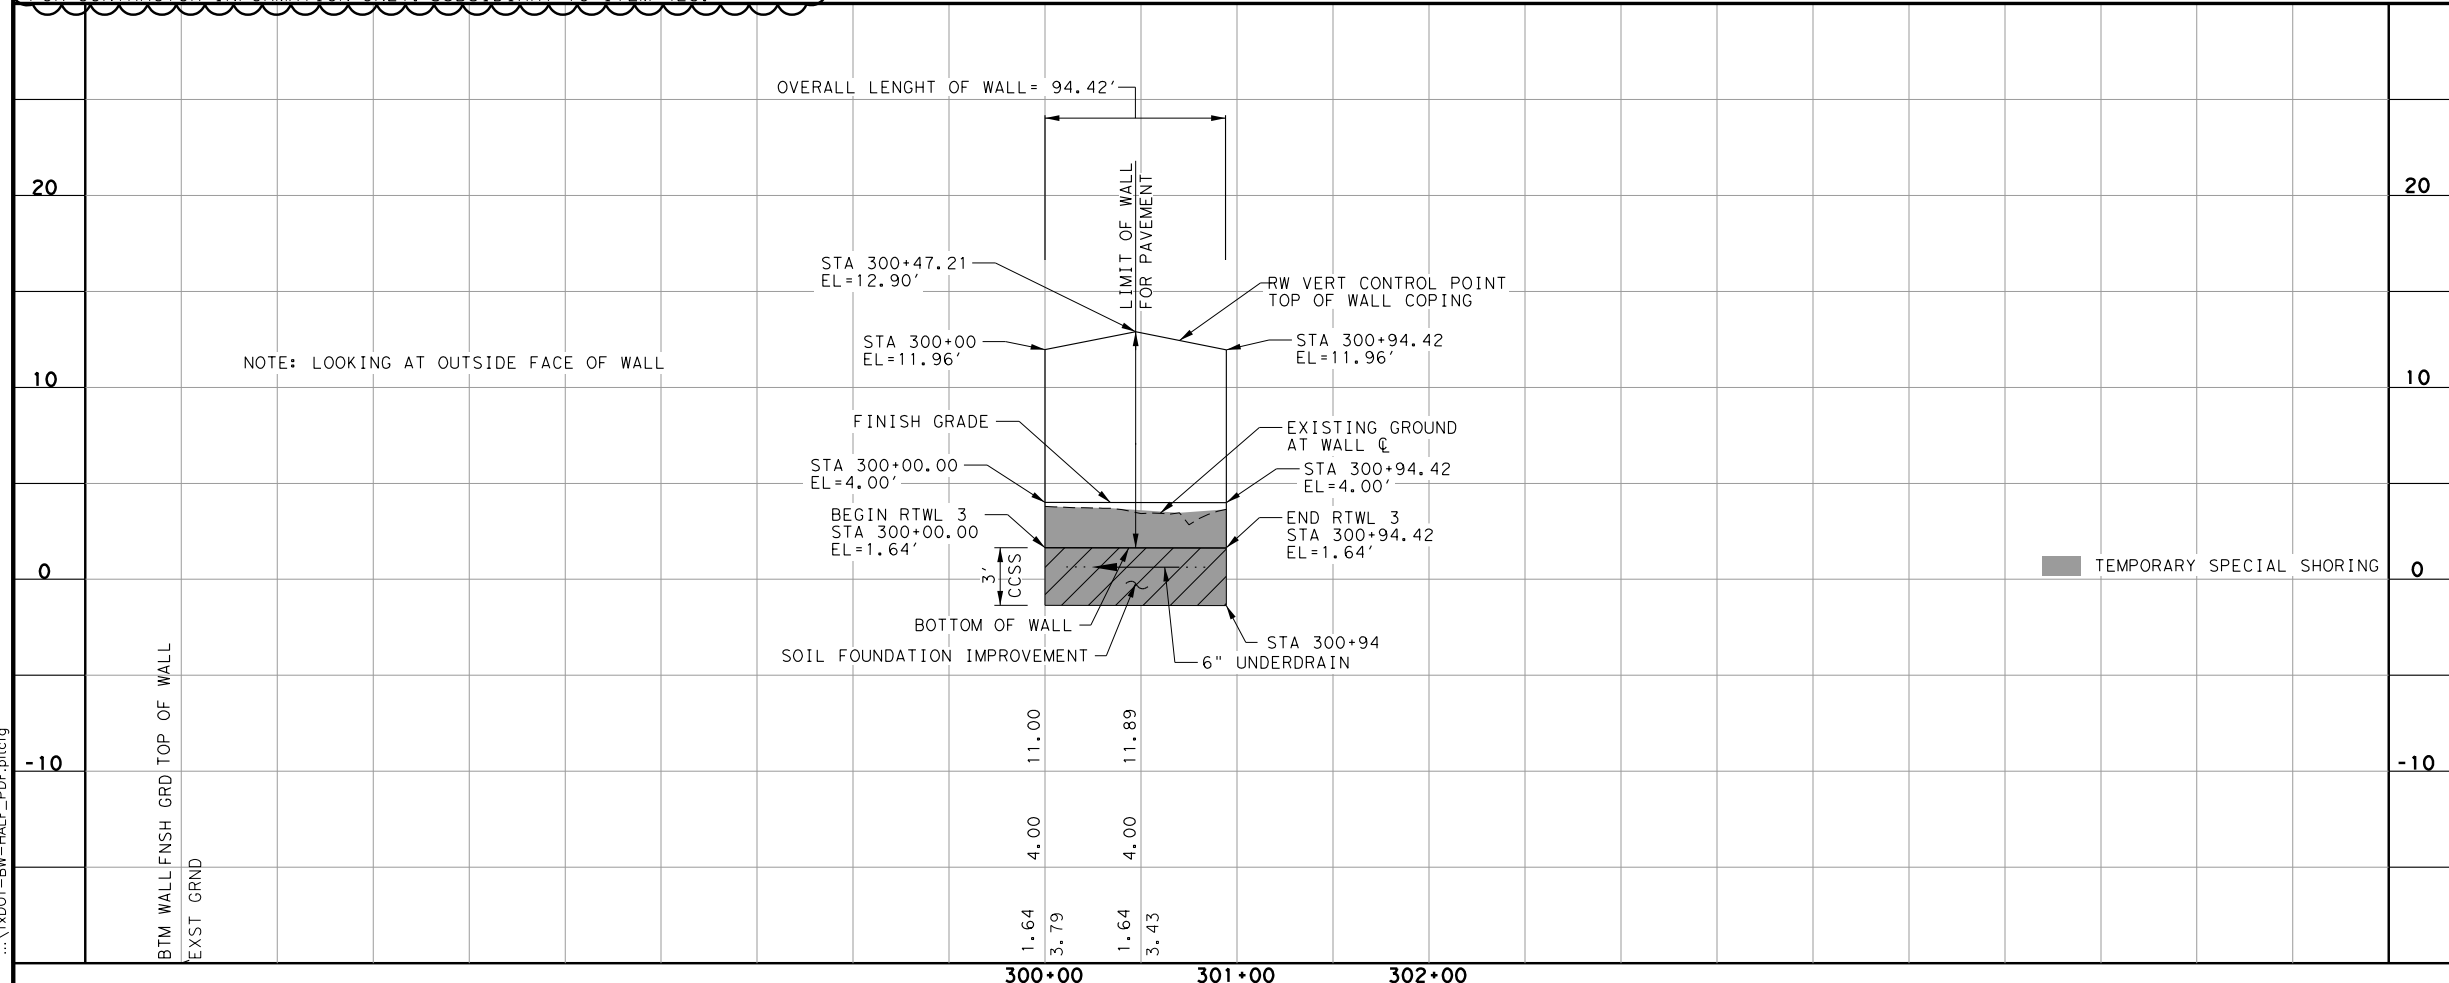 OVERALL LENGHT OF WALL= 94.42'
LIMIT OF WALL
FOR PAVEMENT
20
20
STA 300+47.21
EL=12.90'
RW VERT CONTROL POINT
TOP OF WALL COPING
STA 300+00
EL=11.96'
STA 300+94.42
EL=11.96'
NOTE: LOOKING AT OUTSIDE FACE OF WALL
10
10
FINISH GRADE
EXISTING GROUND
AT WALL ℄
STA 300+00.00
EL=4.00'
STA 300+94.42
EL=4.00'
BEGIN RTWL 3
STA 300+00.00
EL=1.64'
END RTWL 3
STA 300+94.42
EL=1.64'
3'
CCSS
0
0
TEMPORARY SPECIAL SHORING
BOTTOM OF WALL
SOIL FOUNDATION IMPROVEMENT
STA 300+94
6" UNDERDRAIN
-10
-10
BTM WALL FNSH GRD TOP OF WALL
EXST GRND
1.64 4.00 11.00
3.79
1.64 4.00 11.89
3.43
300+00 301+00 302+00